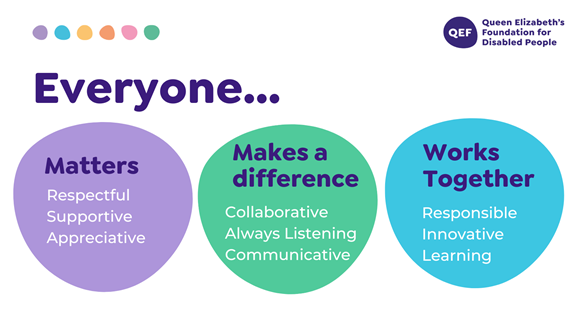 QEF
Queen Elizabeth's
Foundation for
Disabled People
Everyone...
Matters
Respectful
Supportive
Appreciative
Makes a
difference
Collaborative
Always Listening
Communicative
Works
Together
Responsible
Innovative
Learning